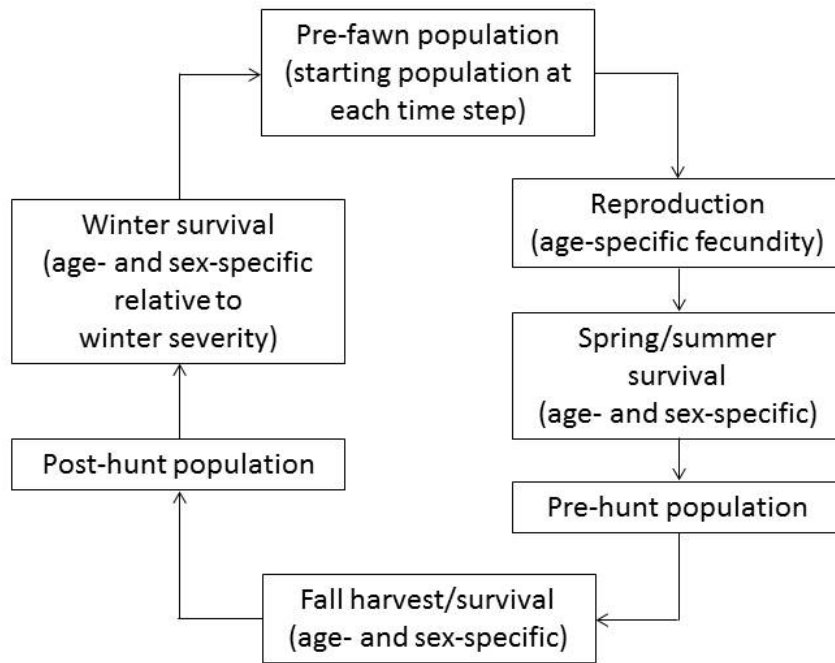 Pre-fawn population
(starting population at
each time step)
Reproduction
(age-specific fecundity)
Spring/summer
survival
(age- and sex-specific)
Pre-hunt population
Fall harvest/survival
(age- and sex-specific)
Post-hunt population
Winter survival
(age- and sex-specific
relative to
winter severity)